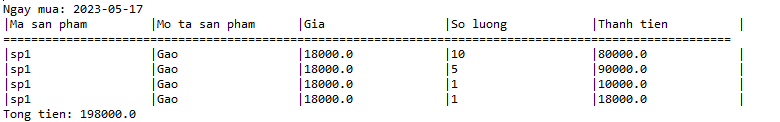 Ngay mua: 2023-05-17
|Ma san pham |Mo ta san pham |Gia |So luong |Thanh tien |
====================================================================================================
|sp1 |Gao |18000.0 |10 |80000.0 |
|sp1 |Gao |18000.0 |5 |90000.0 |
|sp1 |Gao |18000.0 |1 |10000.0 |
|sp1 |Gao |18000.0 |1 |18000.0 |
Tong tien: 198000.0